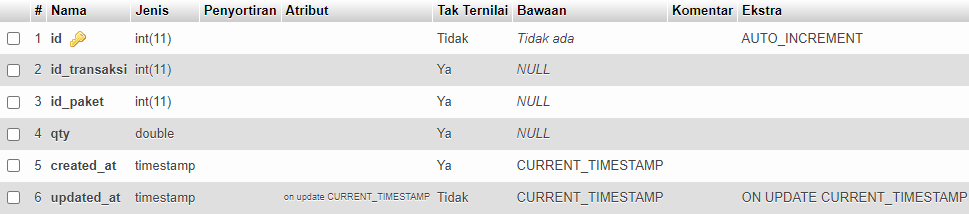 # Nama Jenis Penyortiran Atribut Tak Ternilai Bawaan Komentar Ekstra
1 id int(11) Tidak Tidak ada AUTO_INCREMENT
2 id_transaksi int(11) Ya NULL
3 id_paket int(11) Ya NULL
4 qty double Ya NULL
5 created_at timestamp Ya CURRENT_TIMESTAMP
6 updated_at timestamp on update CURRENT_TIMESTAMP Tidak CURRENT_TIMESTAMP ON UPDATE CURRENT_TIMESTAMP